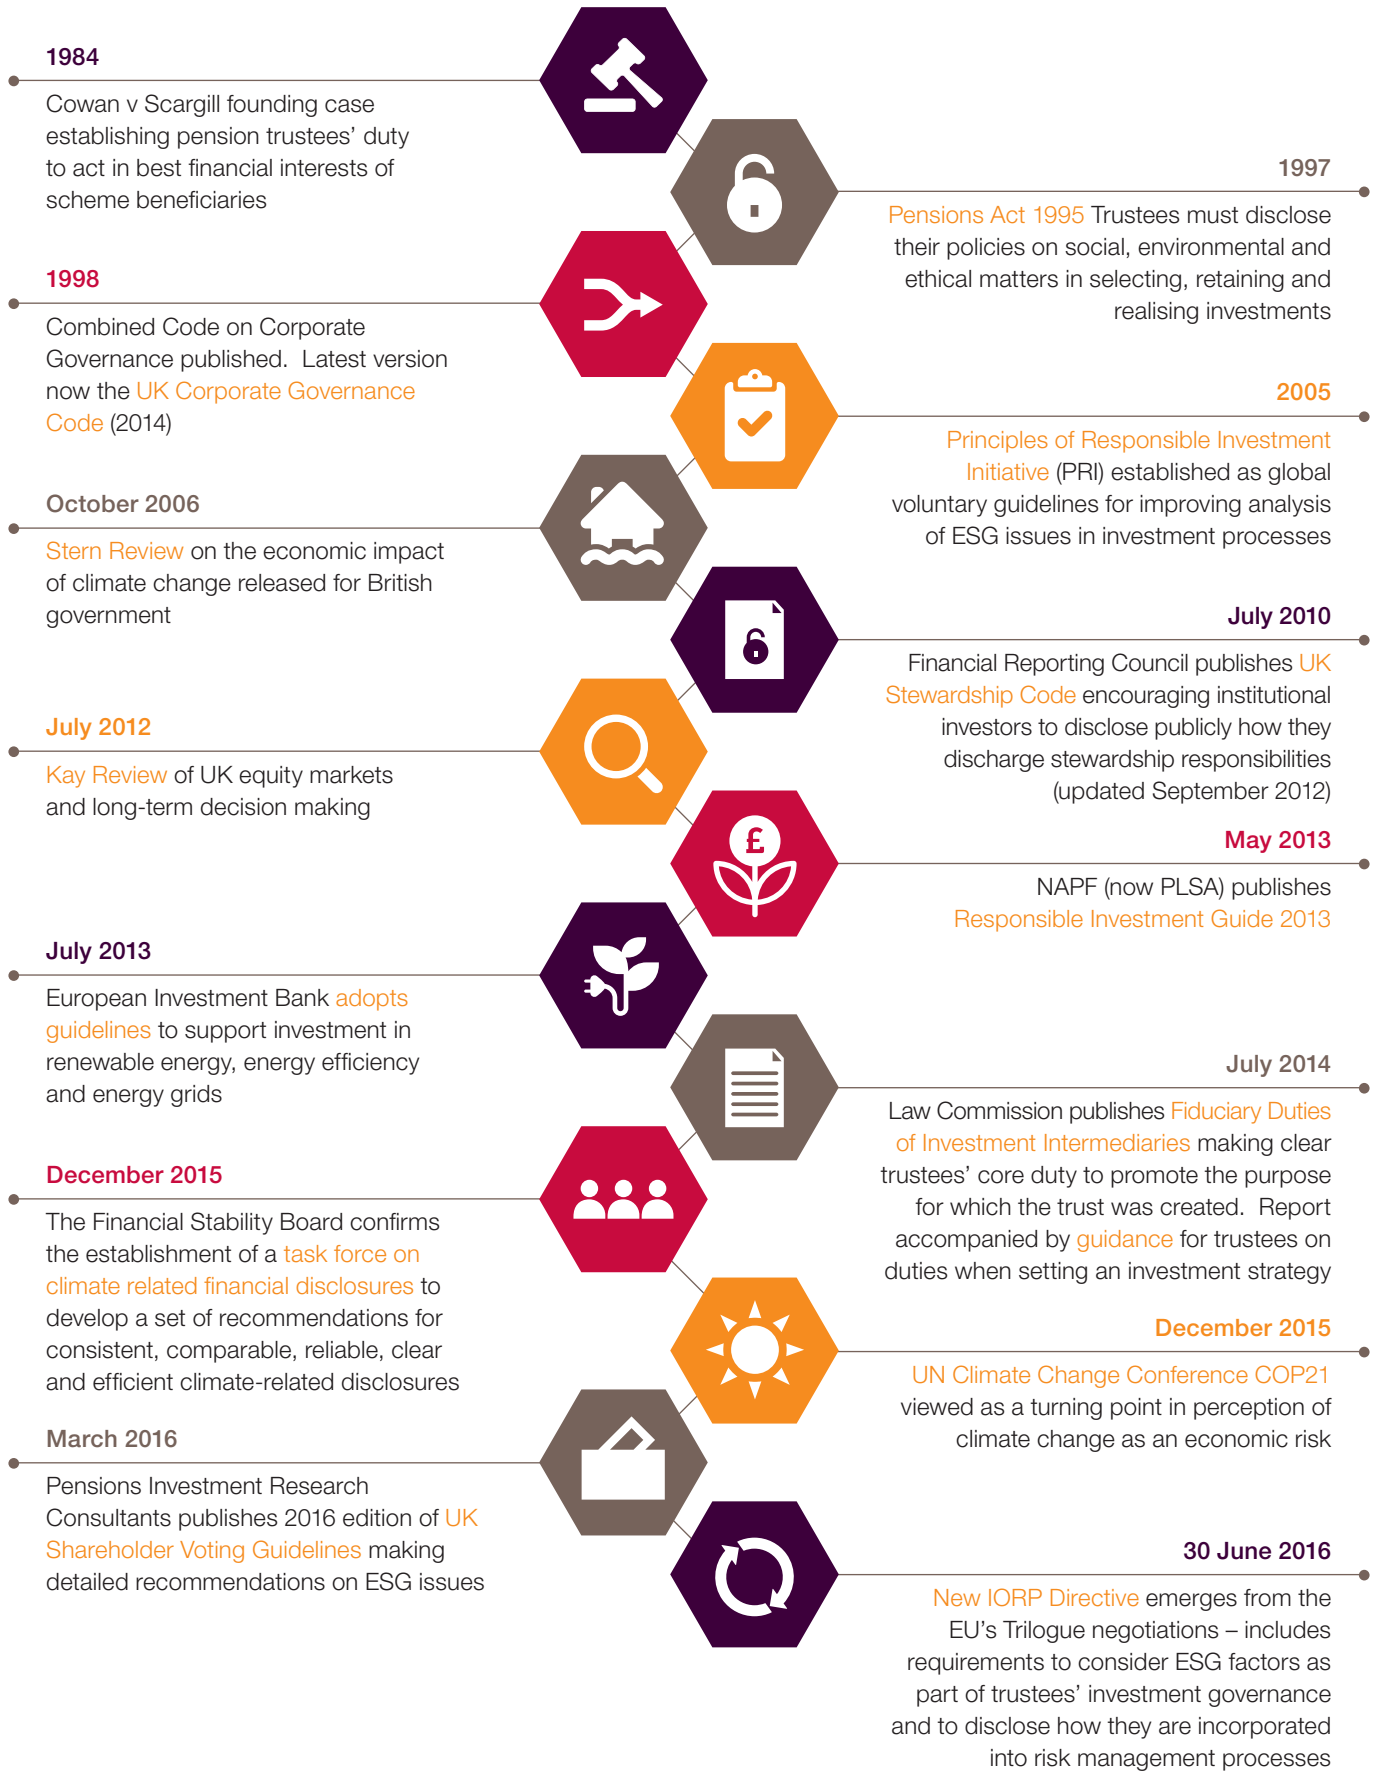 1984
Cowan v Scargill founding case
establishing pension trustees’ duty
to act in best financial interests of
scheme beneficiaries
1997
Pensions Act 1995 Trustees must disclose
their policies on social, environmental and
ethical matters in selecting, retaining and
realising investments
1998
Combined Code on Corporate
Governance published.  Latest version
now the UK Corporate Governance
Code (2014)
2005
Principles of Responsible Investment
Initiative (PRI) established as global
voluntary guidelines for improving analysis
of ESG issues in investment processes
October 2006
Stern Review on the economic impact
of climate change released for British
government
July 2010
Financial Reporting Council publishes UK
Stewardship Code encouraging institutional
investors to disclose publicly how they
discharge stewardship responsibilities
(updated September 2012)
July 2012
Kay Review of UK equity markets
and long-term decision making
£
May 2013
NAPF (now PLSA) publishes
Responsible Investment Guide 2013
July 2013
European Investment Bank adopts
guidelines to support investment in
renewable energy, energy efficiency
and energy grids
July 2014
Law Commission publishes Fiduciary Duties
of Investment Intermediaries making clear
trustees’ core duty to promote the purpose
for which the trust was created.  Report
accompanied by guidance for trustees on
duties when setting an investment strategy
December 2015
The Financial Stability Board confirms
the establishment of a task force on
climate related financial disclosures to
develop a set of recommendations for
consistent, comparable, reliable, clear
and efficient climate-related disclosures
December 2015
UN Climate Change Conference COP21
viewed as a turning point in perception of
climate change as an economic risk
March 2016
Pensions Investment Research
Consultants publishes 2016 edition of UK
Shareholder Voting Guidelines making
detailed recommendations on ESG issues
30 June 2016
New IORP Directive emerges from the
EU’s Trilogue negotiations – includes
requirements to consider ESG factors as
part of trustees’ investment governance
and to disclose how they are incorporated
into risk management processes